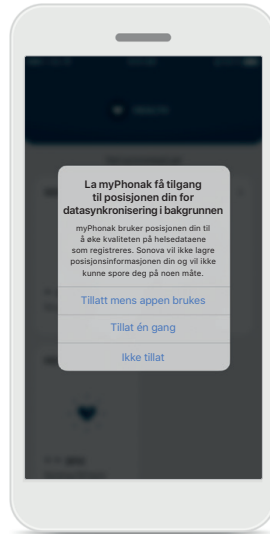 La myPhonak få tilgang
til posisjonen din for
datasynkronisering i bakgrunnen
myPhonak bruker posisjonen din til
å øke kvaliteten på helsedataene
som registreres. Sonova vil ikke lagre
posisjonsinformasjonen din og vil ikke
kunne spore deg på noen måte.
Tillatt mens appen brukes
Tillat én gang
Ikke tillat